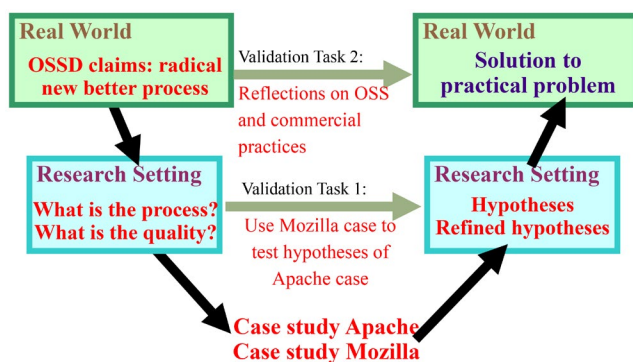 Real World
OSSD claims: radical
new better process
Validation Task 2:
Reflections on OSS
and commercial
practices
Real World
Solution to
practical problem
Research Setting
What is the process?
What is the quality?
Validation Task 1:
Use Mozilla case to
test hypotheses of
Apache case
Research Setting
Hypotheses
Refined hypotheses
Case study Apache
Case study Mozilla